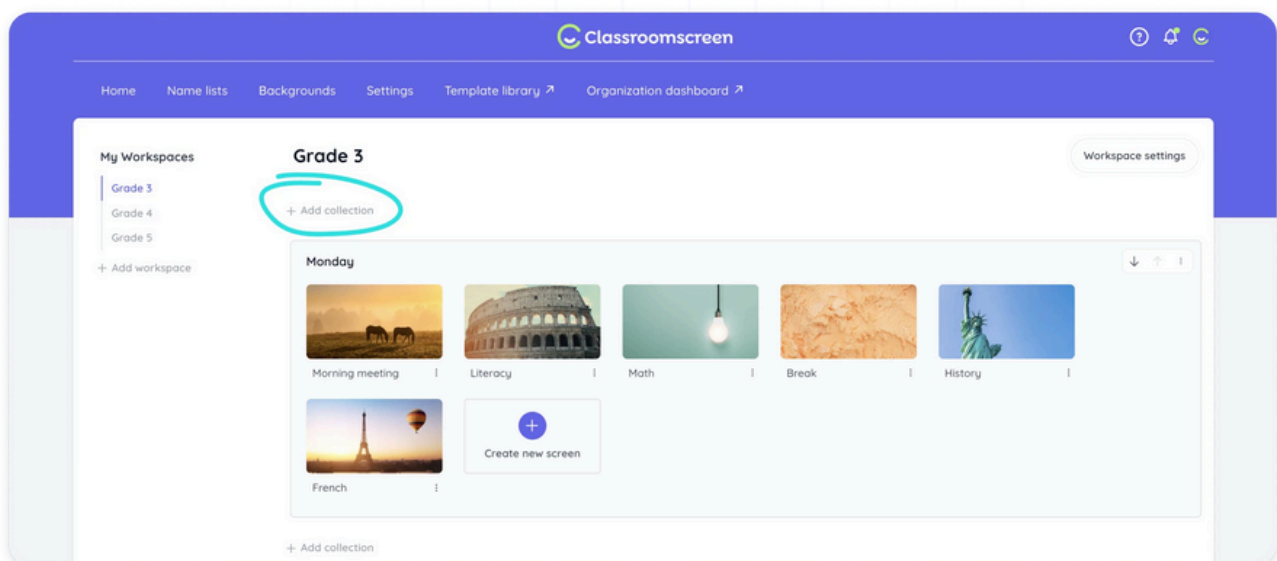 Classroomscreen
Home Name lists Backgrounds Settings Template library ↗ Organization dashboard ↗
My Workspaces
Grade 3
Grade 4
Grade 5
+ Add workspace
Grade 3
Workspace settings
+ Add collection
Monday
Morning meeting
Literacy
Math
Break
History
French
Create new screen
+ Add collection